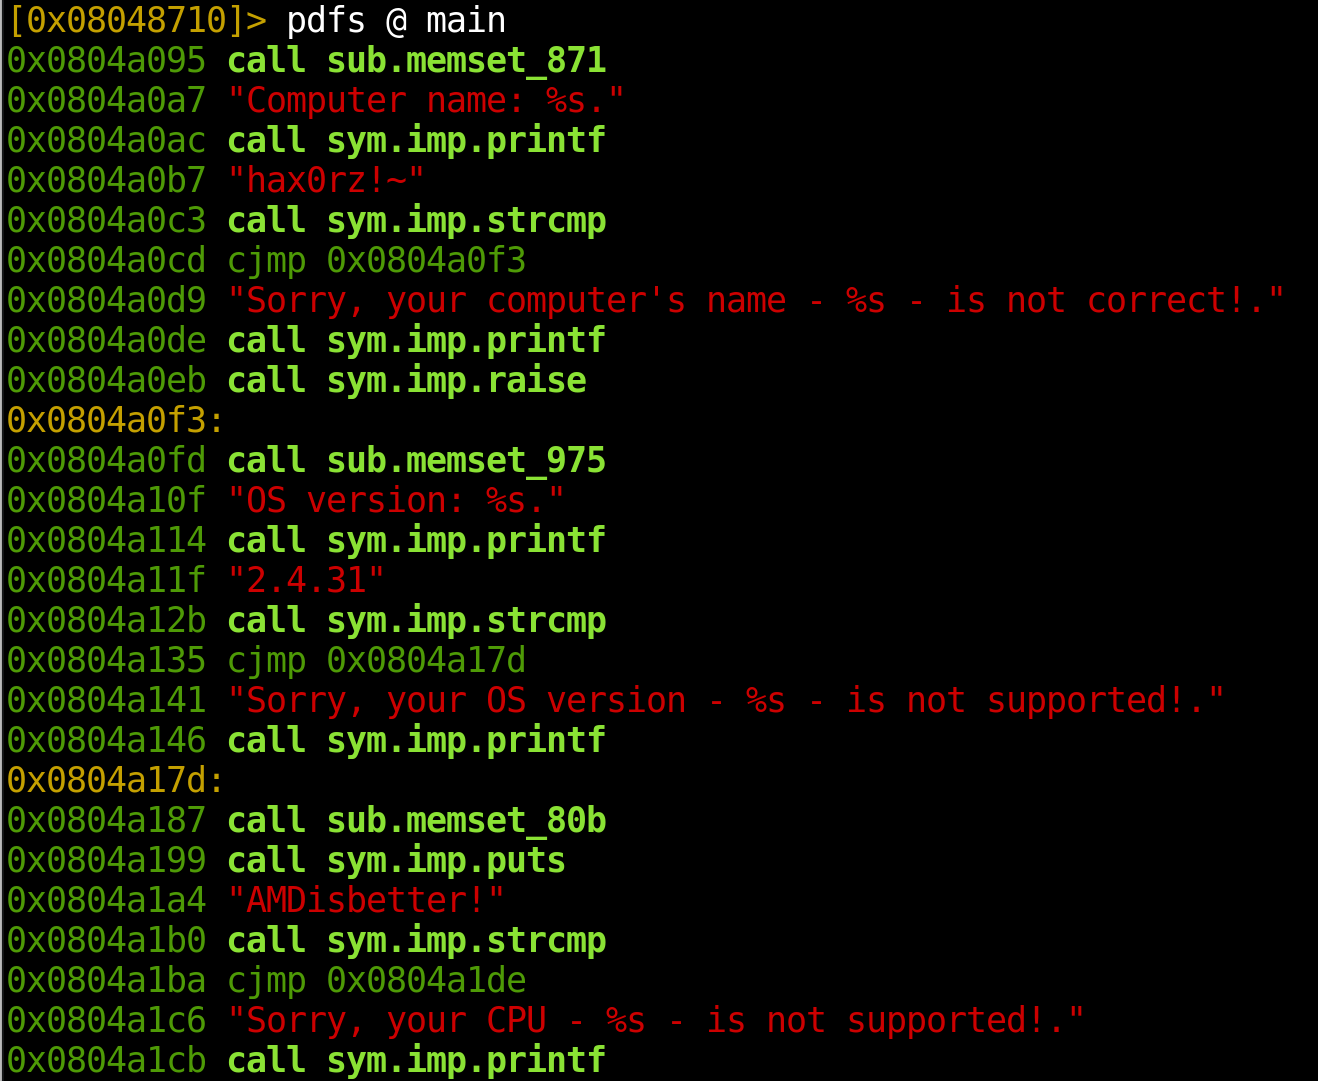 [0x08048710]> pdfs @ main
0x0804a095 call sub.memset_871
0x0804a0a7 "Computer name: %s."
0x0804a0ac call sym.imp.printf
0x0804a0b7 "hax0rz!~"
0x0804a0c3 call sym.imp.strcmp
0x0804a0cd cjmp 0x0804a0f3
0x0804a0d9 "Sorry, your computer's name - %s - is not correct!."
0x0804a0de call sym.imp.printf
0x0804a0eb call sym.imp.raise
0x0804a0f3:
0x0804a0fd call sub.memset_975
0x0804a10f "OS version: %s."
0x0804a114 call sym.imp.printf
0x0804a11f "2.4.31"
0x0804a12b call sym.imp.strcmp
0x0804a135 cjmp 0x0804a17d
0x0804a141 "Sorry, your OS version - %s - is not supported!."
0x0804a146 call sym.imp.printf
0x0804a17d:
0x0804a187 call sub.memset_80b
0x0804a199 call sym.imp.puts
0x0804a1a4 "AMDisbetter!"
0x0804a1b0 call sym.imp.strcmp
0x0804a1ba cjmp 0x0804a1de
0x0804a1c6 "Sorry, your CPU - %s - is not supported!."
0x0804a1cb call sym.imp.printf